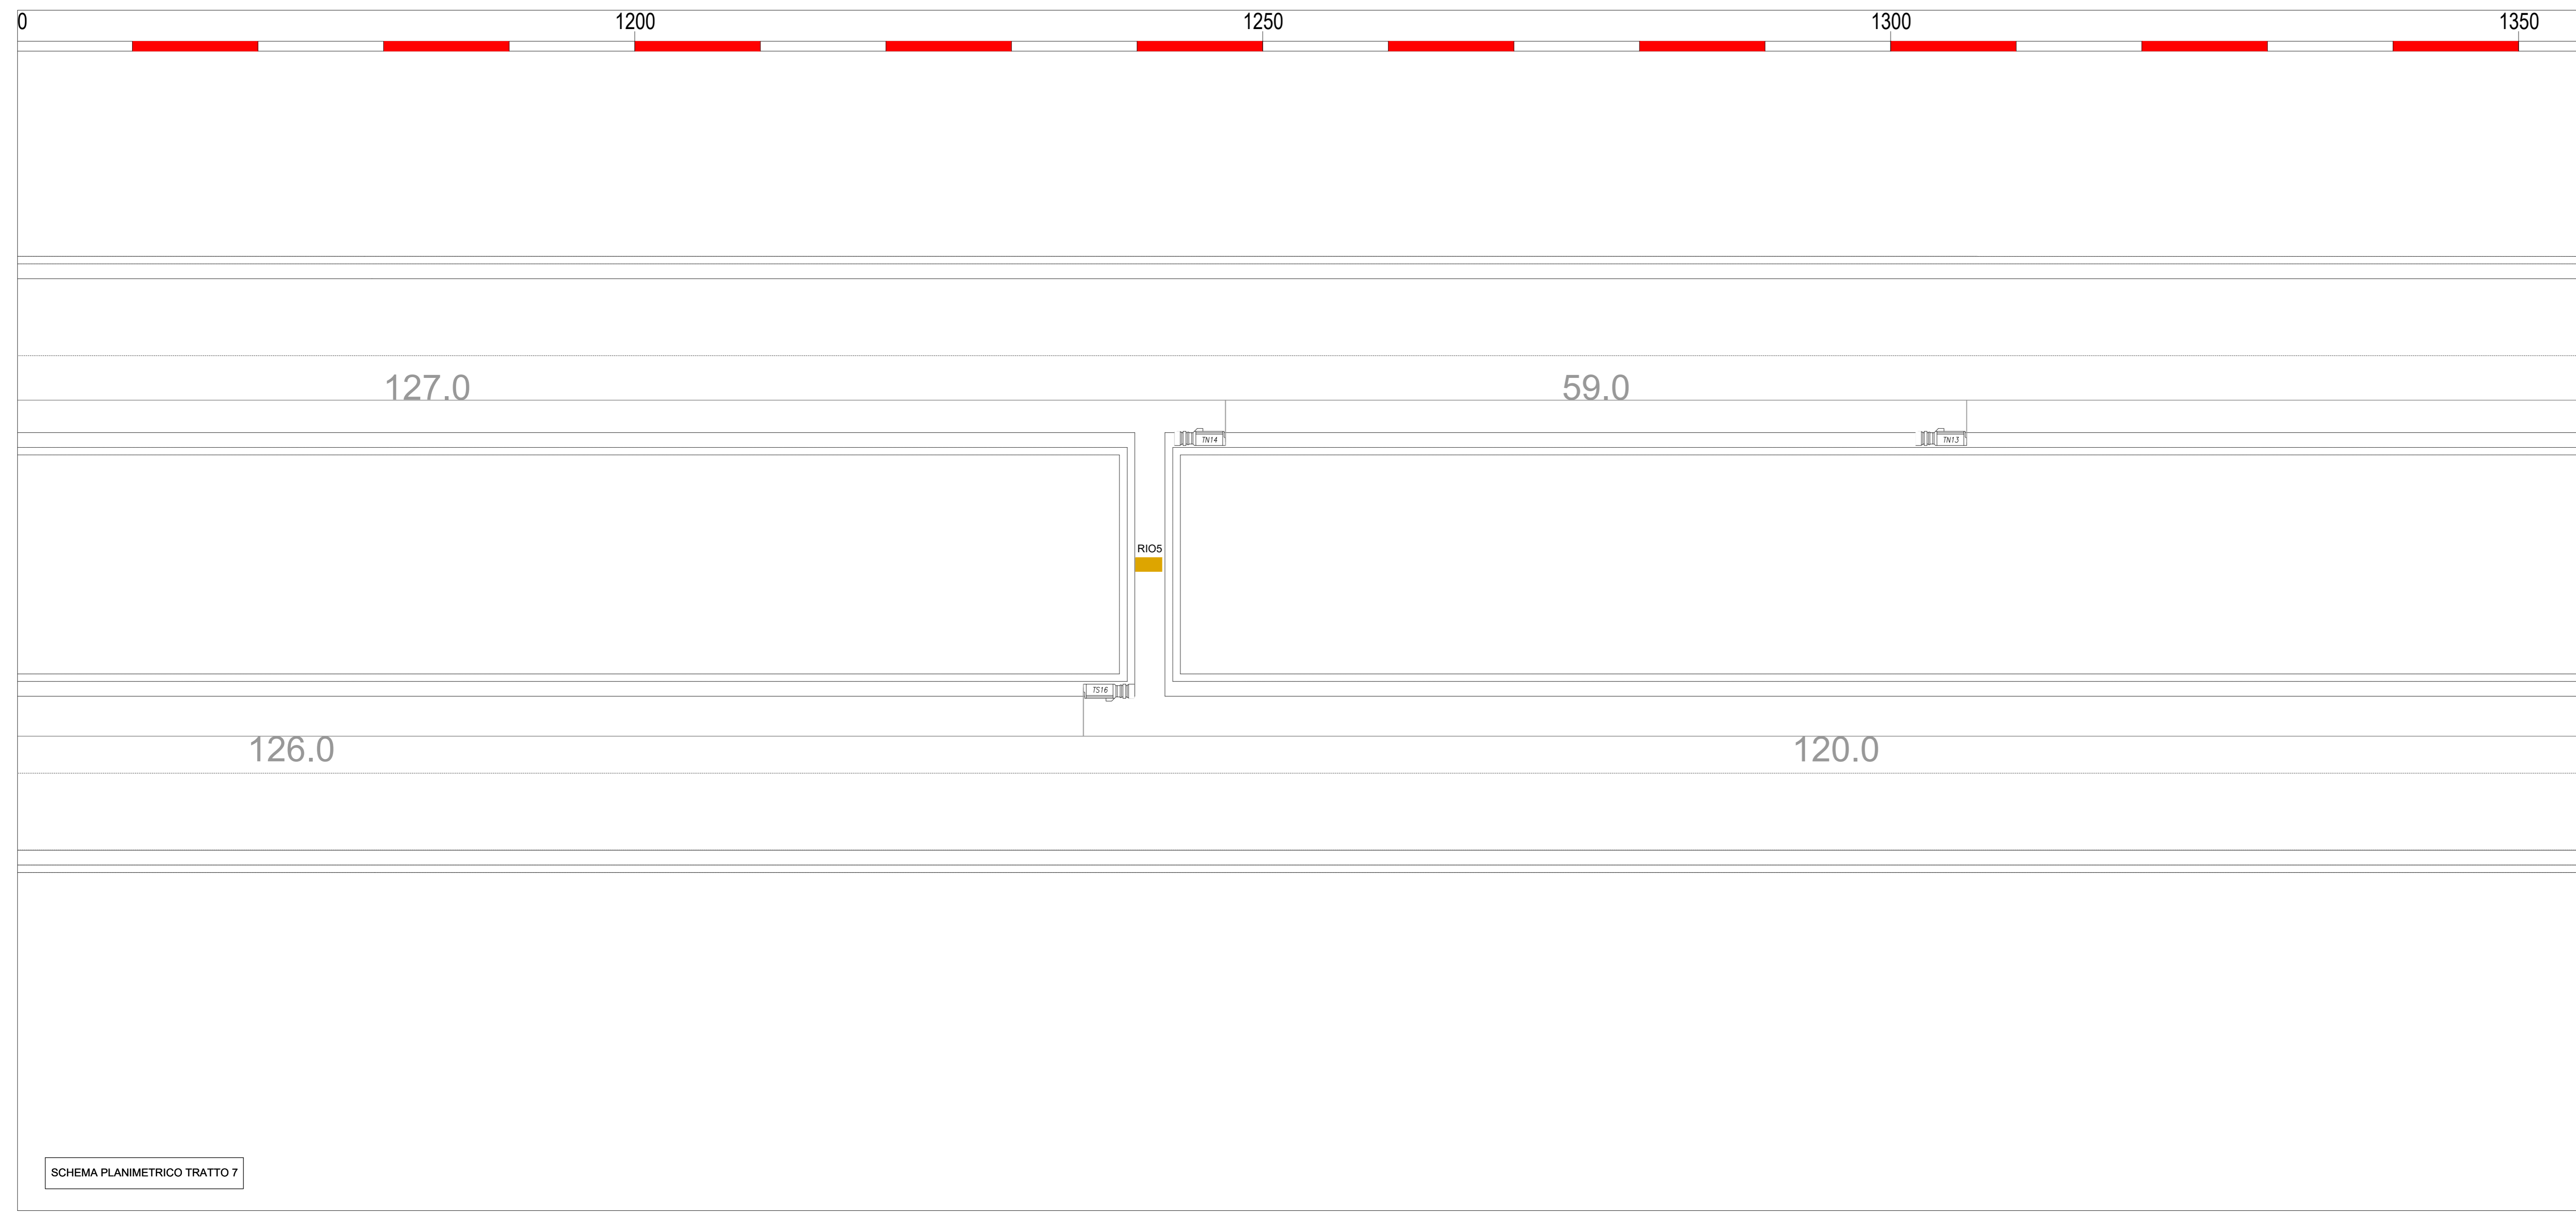 0 1200 1250 1300 1350
127.0 59.0
TN14 TN13
RIO5
TS16
126.0 120.0
SCHEMA PLANIMETRICO TRATTO 7